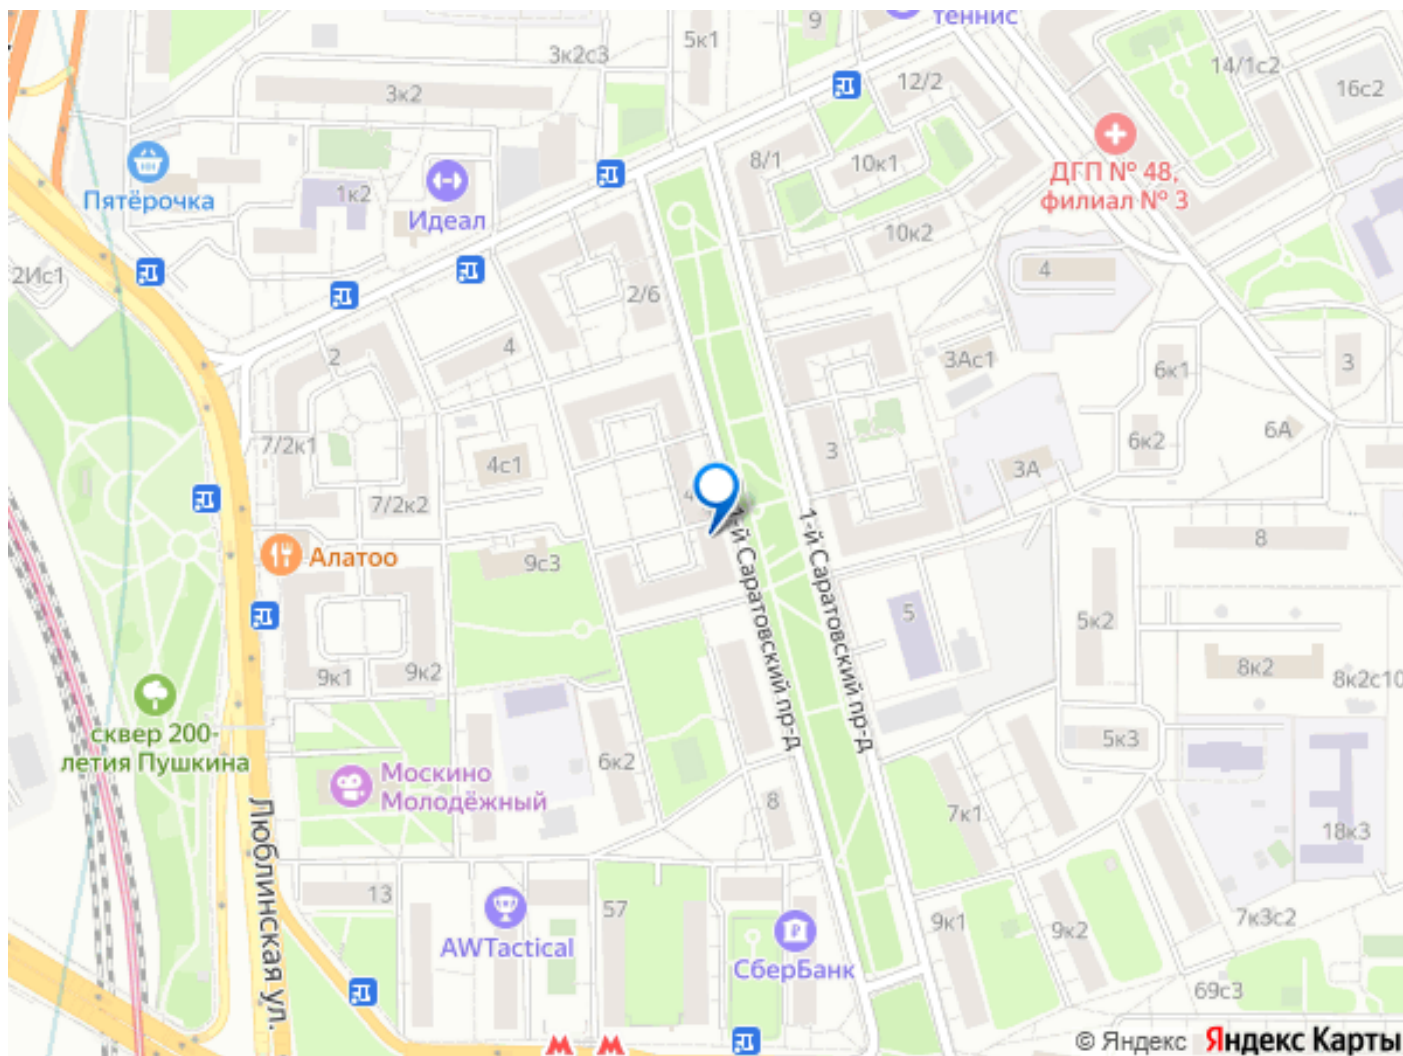 теннис
9
5к1
3к2с3
12/2
14/1с2
16с2
3к2
8/1
10к1
ДГП № 48,
филиал № 3
Пятёрочка
1к2
Идеал
10к2
2Ис1
4
2/6
2
4
3Ас1
6к1
3
7/2к1
4с1
3
6к2
6А
3А
7/2к2
4
1-й Саратовский пр-д
1-й Саратовский пр-д
8
Алатоо
9с3
5
5к2
9к1
9к2
8к2
8к2с10
сквер 200-
летия Пушкина
5к3
6к2
Москино
Молодёжный
8
7к1
18к3
Люблинская ул.
13
57
AWTactical
СберБанк
9к1
9к2
7к3с2
69с3
© Яндекс Яндекс Карты